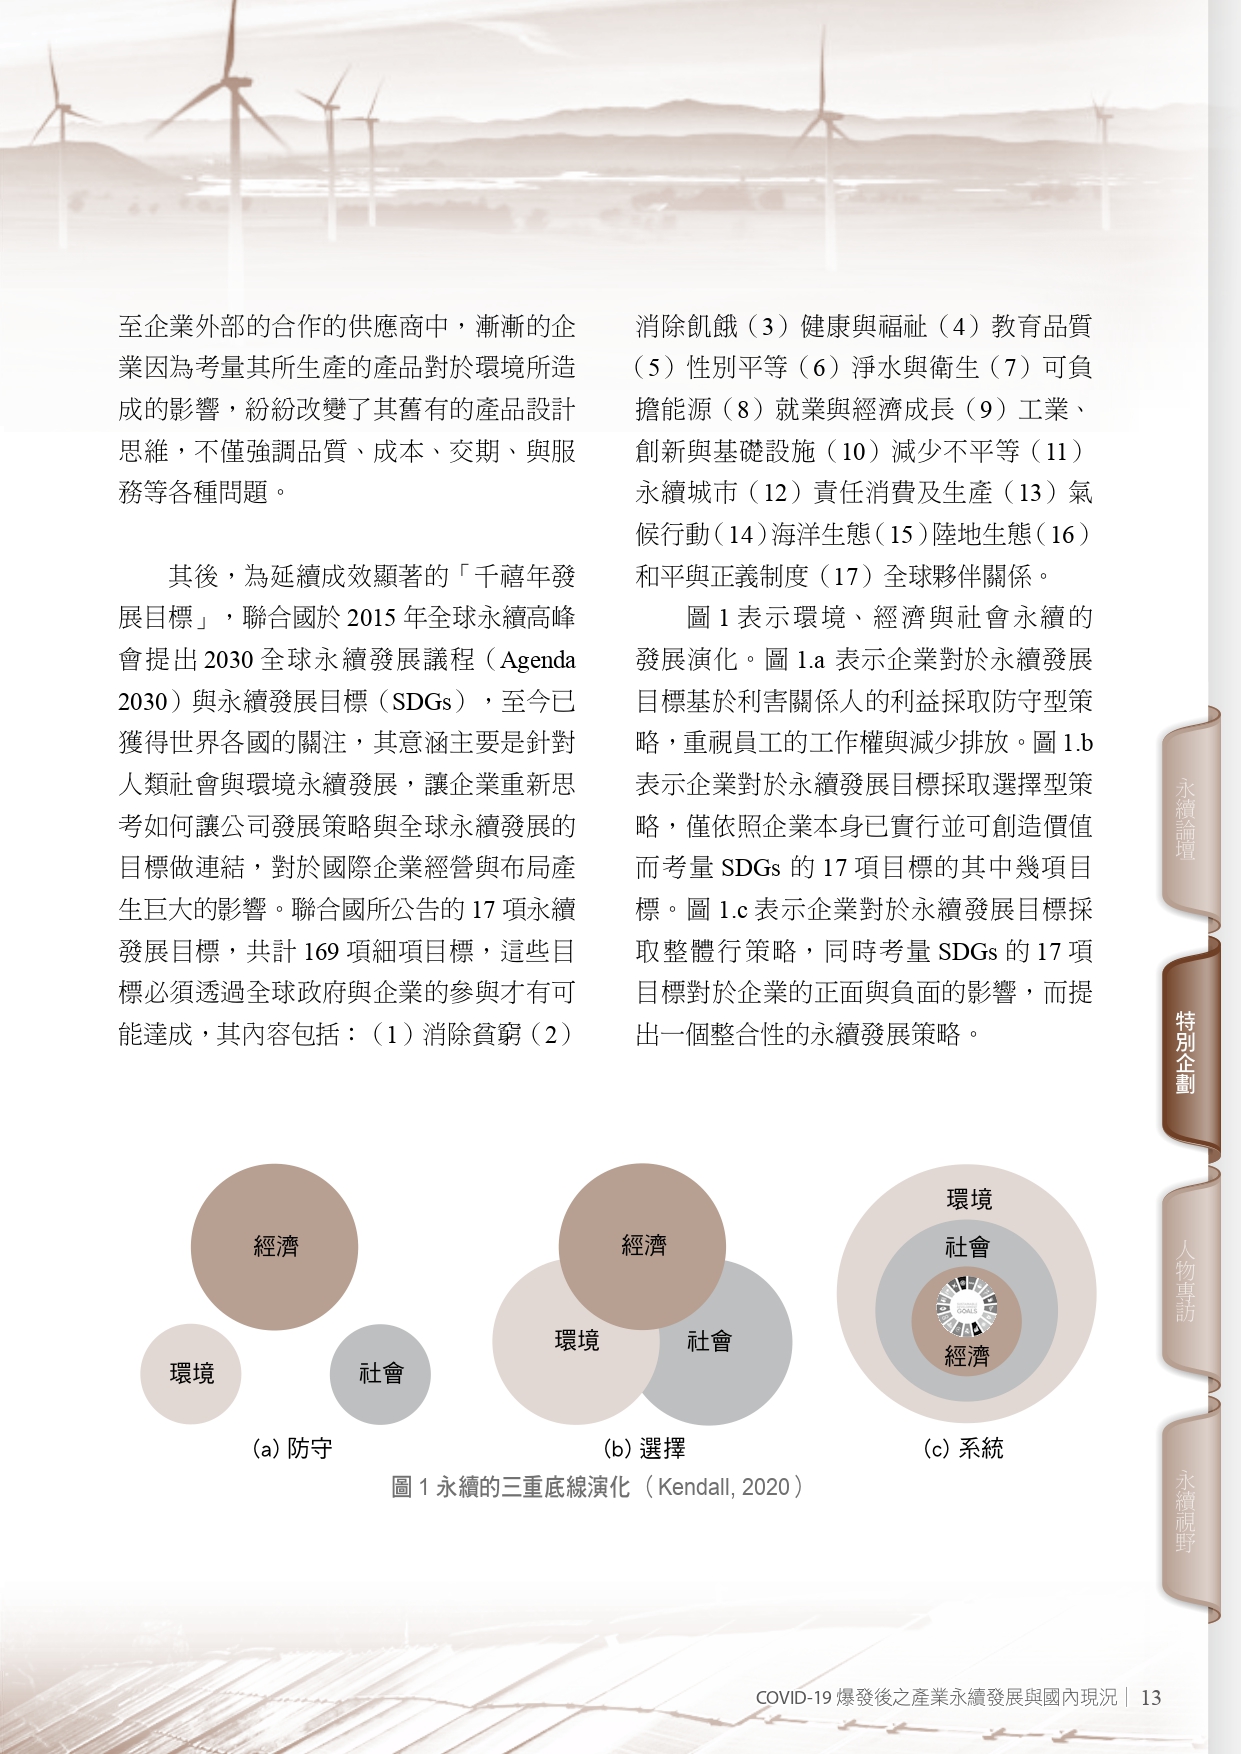 至企業外部的合作的供應商中，漸漸的企
業因為考量其所生產的產品對於環境所造
成的影響，紛紛改變了其舊有的產品設計
思維，不僅強調品質、成本、交期、與服
務等各種問題。
其後，為延續成效顯著的「千禧年發
展目標」，聯合國於 2015 年全球永續高峰
會提出 2030 全球永續發展議程（Agenda
2030）與永續發展目標（SDGs），至今已
獲得世界各國的關注，其意涵主要是針對
人類社會與環境永續發展，讓企業重新思
考如何讓公司發展策略與全球永續發展的
目標做連結，對於國際企業經營與布局產
生巨大的影響。聯合國所公告的 17 項永續
發展目標，共計 169 項細項目標，這些目
標必須透過全球政府與企業的參與才有可
能達成，其內容包括：（1）消除貧窮（2）
消除飢餓（3）健康與福祉（4）教育品質
（5）性別平等（6）淨水與衛生（7）可負
擔能源（8）就業與經濟成長（9）工業、
創新與基礎設施（10）減少不平等（11）
永續城市（12）責任消費及生產（13）氣
候行動（14）海洋生態（15）陸地生態（16）
和平與正義制度（17）全球夥伴關係。
圖 1 表示環境、經濟與社會永續的
發展演化。圖 1.a 表示企業對於永續發展
目標基於利害關係人的利益採取防守型策
略，重視員工的工作權與減少排放。圖 1.b
表示企業對於永續發展目標採取選擇型策
略，僅依照企業本身已實行並可創造價值
而考量 SDGs 的 17 項目標的其中幾項目
標。圖 1.c 表示企業對於永續發展目標採
取整體行策略，同時考量 SDGs 的 17 項
目標對於企業的正面與負面的影響，而提
出一個整合性的永續發展策略。
經濟
環境
社會
(a) 防守
經濟
環境
社會
(b) 選擇
環境
社會
GOALS
經濟
(c) 系統
圖 1 永續的三重底線演化（Kendall, 2020）
永續論壇
特別企劃
人物專訪
永續視野
COVID-19 爆發後之產業永續發展與國內現況｜ 13